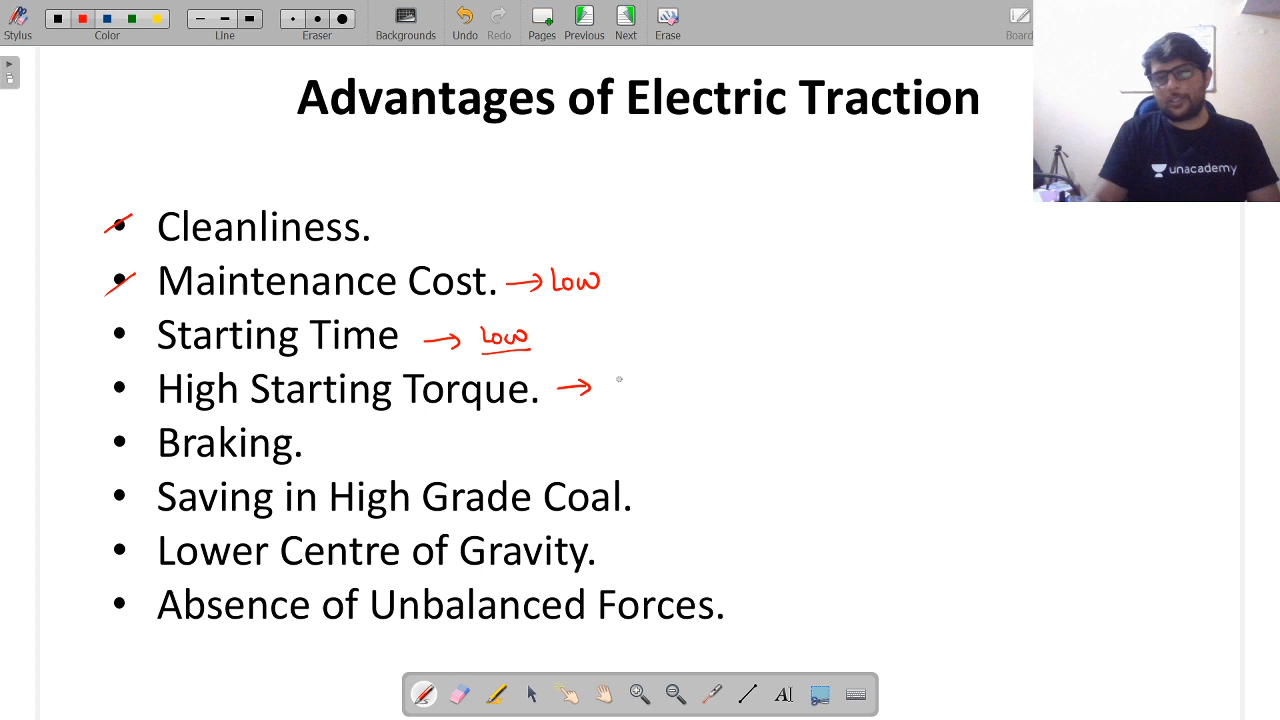 Stylus
Color
Line
Eraser
Backgrounds
Undo
Redo
Pages
Previous
Next
Erase
Board
unacademy
Advantages of Electric Traction
• Cleanliness.
• Maintenance Cost. → Low
• Starting Time → Low
• High Starting Torque. →
• Braking.
• Saving in High Grade Coal.
• Lower Centre of Gravity.
• Absence of Unbalanced Forces.
AI